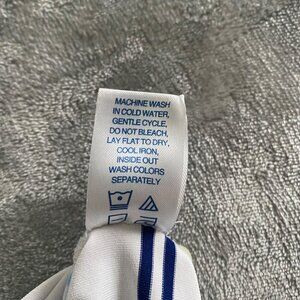 MACHINE WASH
IN COLD WATER,
GENTLE CYCLE,
DO NOT BLEACH,
LAY FLAT TO DRY,
COOL IRON,
INSIDE OUT
WASH COLORS
SEPARATELY